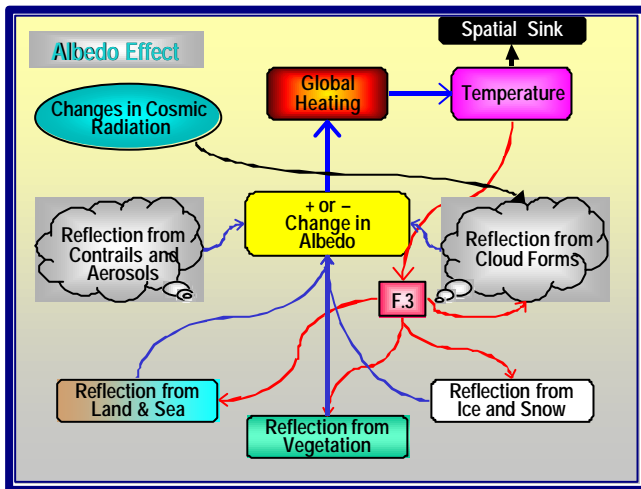 Spatial Sink
Albedo Effect
Global
Heating
Temperature
Changes in Cosmic
Radiation
+ or –
Change in
Albedo
Reflection from
Contrails and
Aerosols
Reflection from
Cloud Forms
F.3
Reflection from
Land & Sea
Reflection from
Vegetation
Reflection from
Ice and Snow